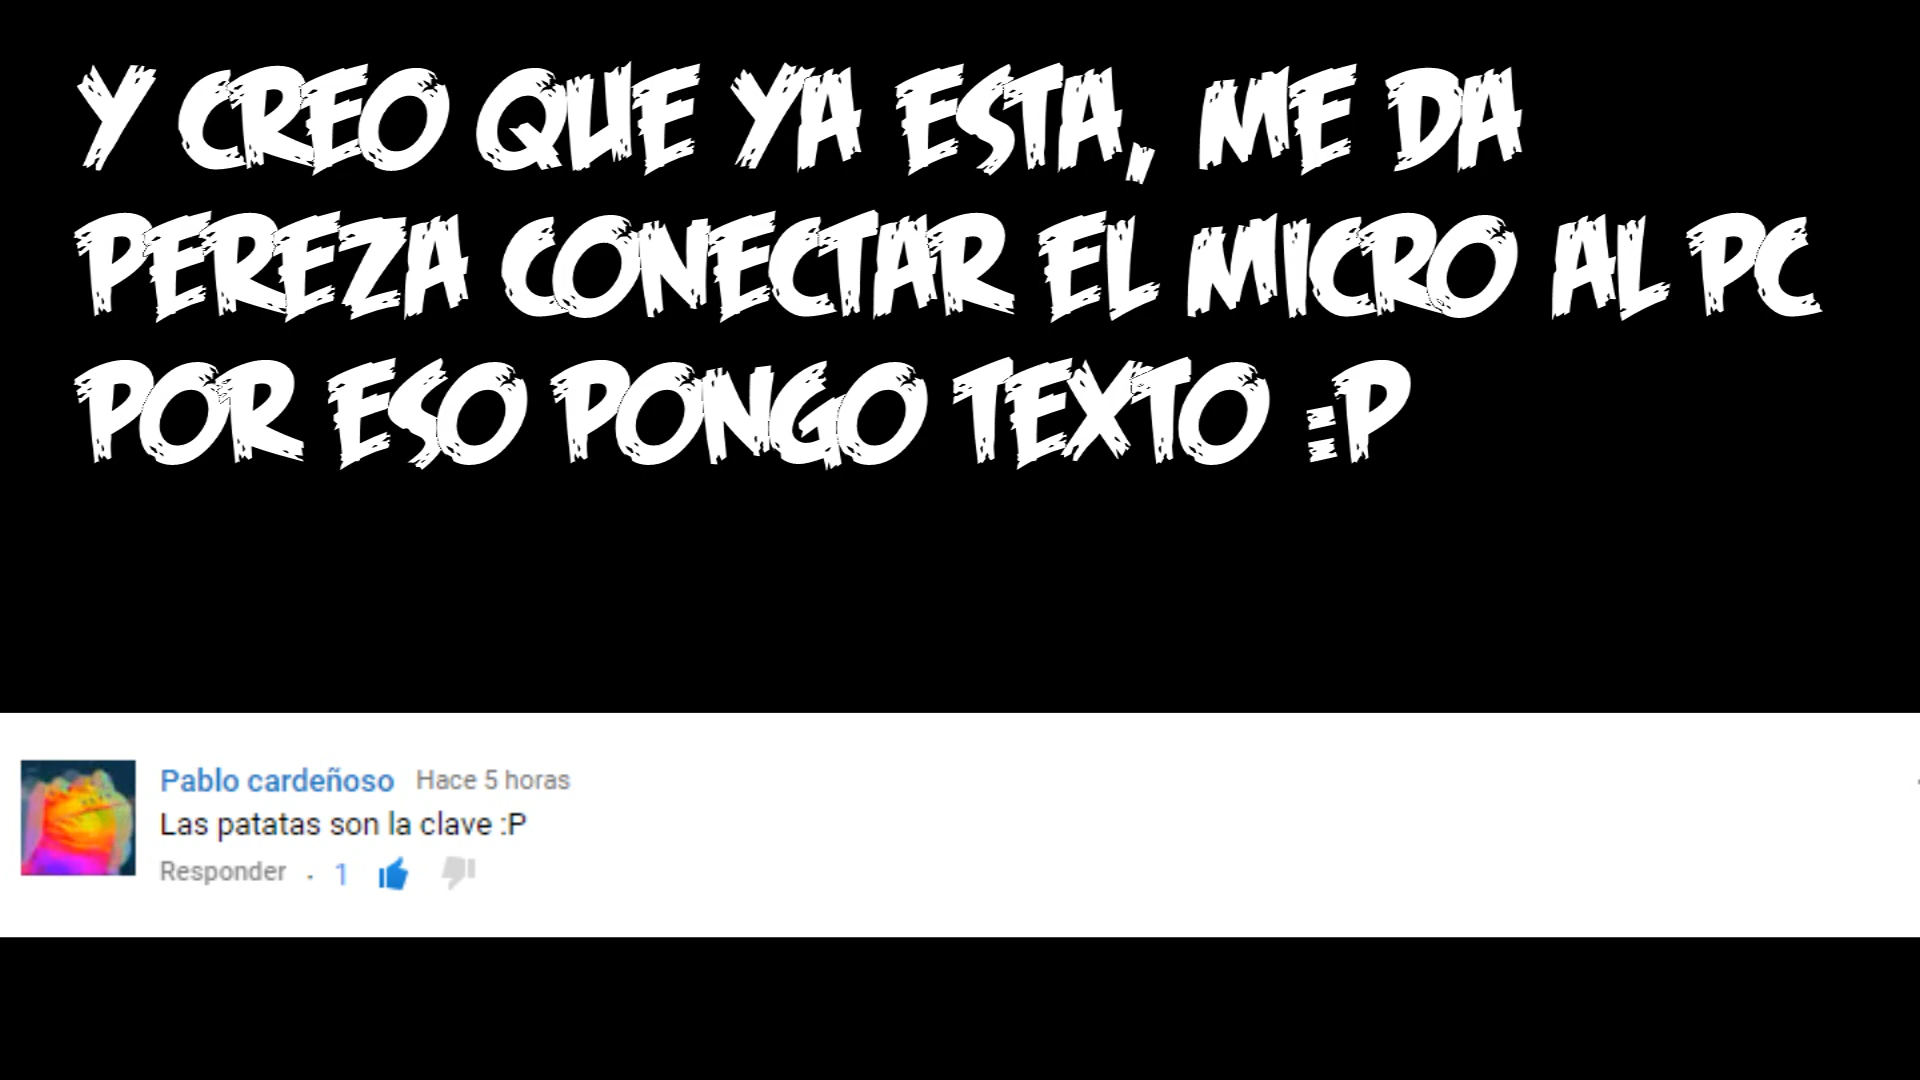 Y CREO QUE YA ESTA, ME DA
PEREZA CONECTAR EL MICRO AL PC
POR ESO PONGO TEXTO :P
Pablo cardeñoso Hace 5 horas
Las patatas son la clave :P
Responder · 1